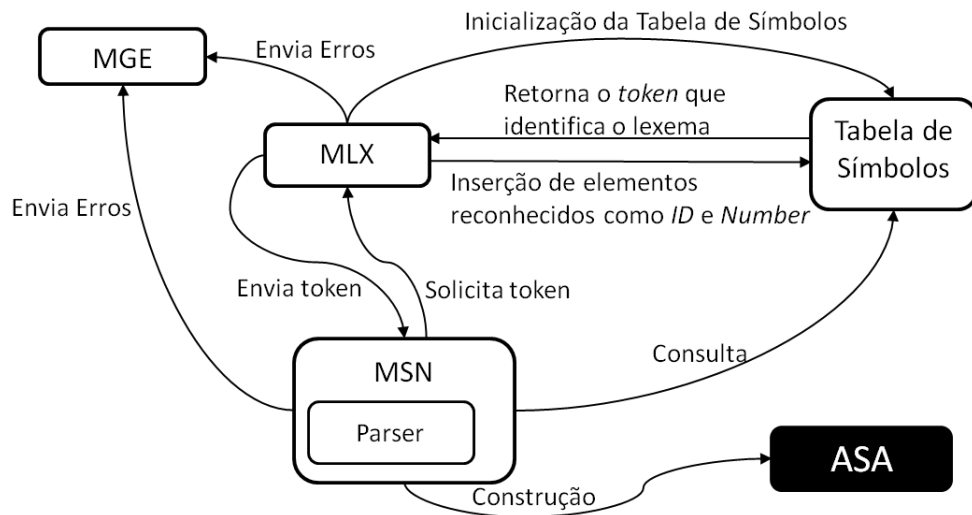 Inicialização da Tabela de Símbolos
MGE
Envia Erros
Retorna o token que
identifica o lexema
Tabela de
Símbolos
MLX
Inserção de elementos
reconhecidos como ID e Number
Envia Erros
Envia token
Solicita token
MSN
Consulta
Parser
ASA
Construção